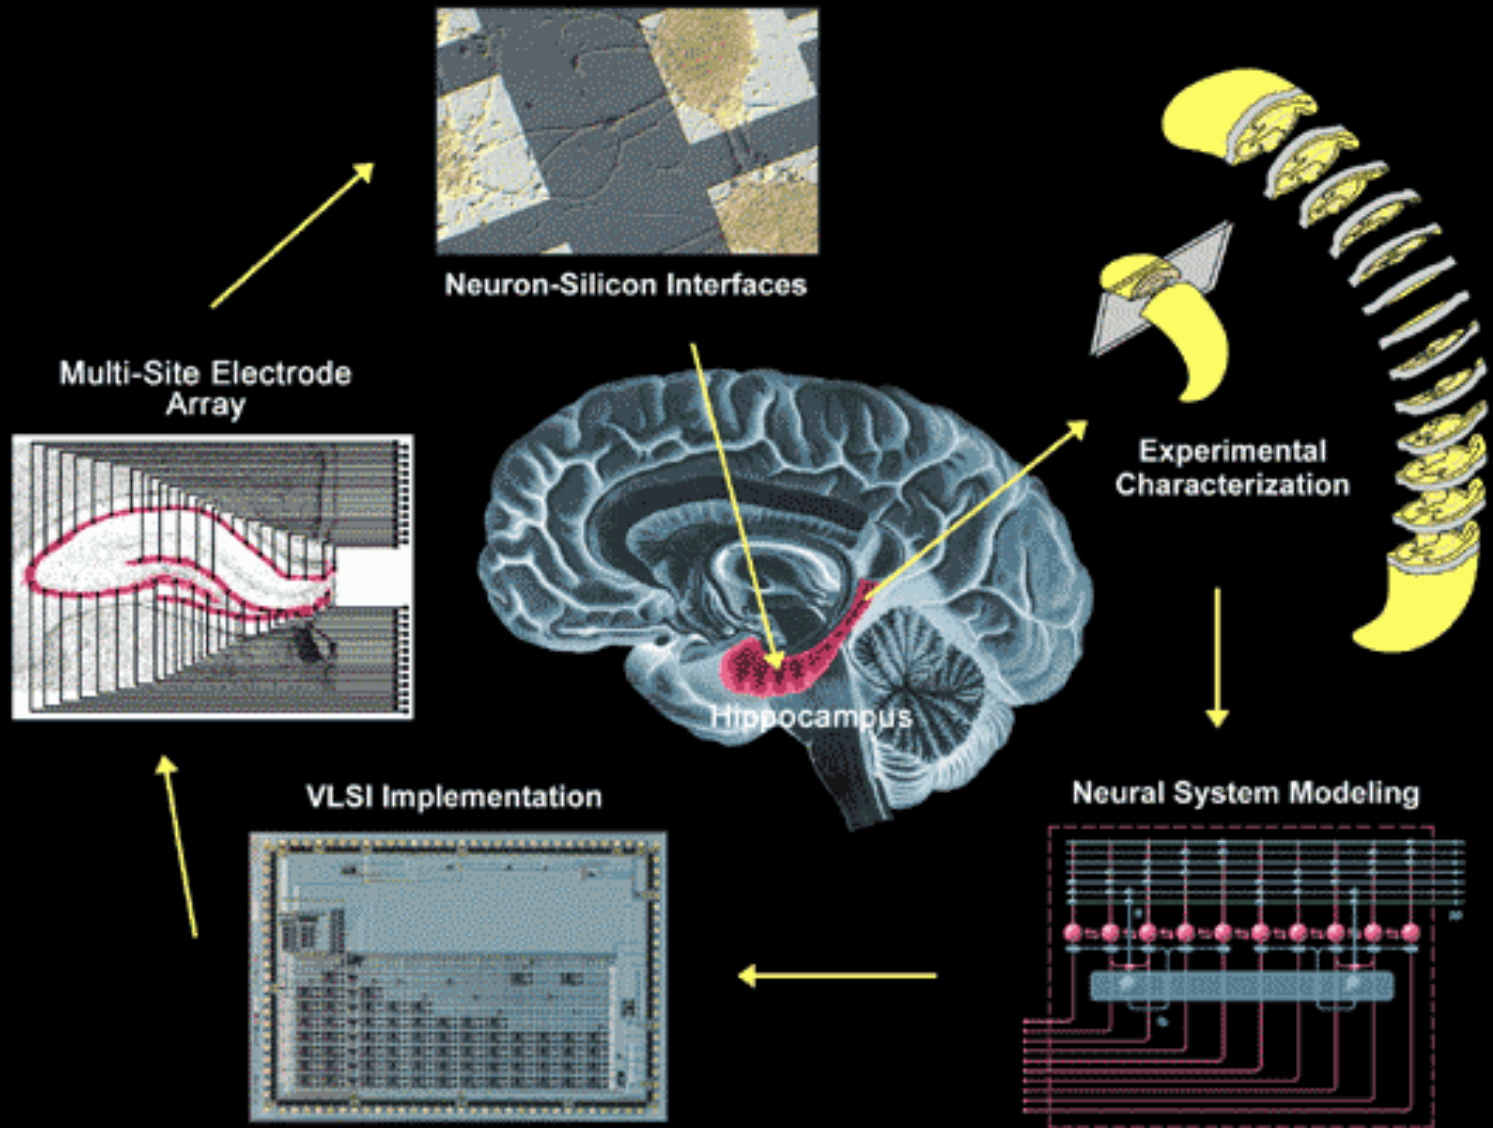 Neuron-Silicon Interfaces
Multi-Site Electrode
Array
Experimental
Characterization
Hippocampus
VLSI Implementation
Neural System Modeling